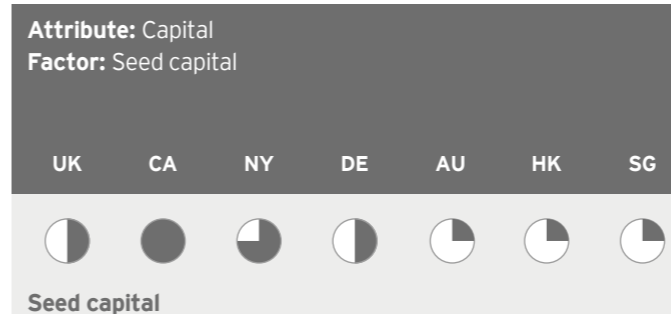 Attribute: Capital
Factor: Seed capital
UK CA NY DE AU HK SG
Seed capital